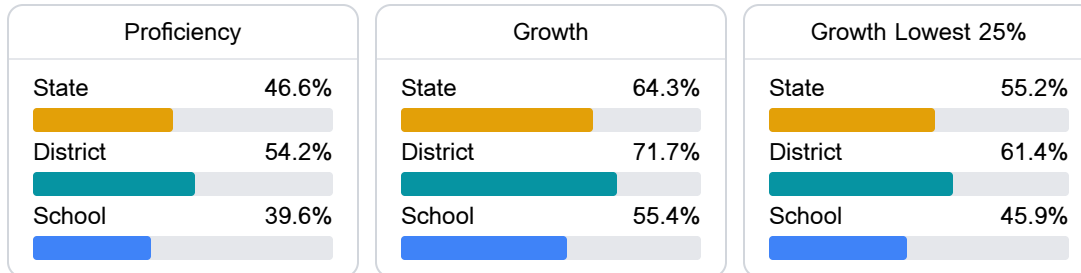 Proficiency
State 46.6%
District 54.2%
School 39.6%
Growth
State 64.3%
District 71.7%
School 55.4%
Growth Lowest 25%
State 55.2%
District 61.4%
School 45.9%